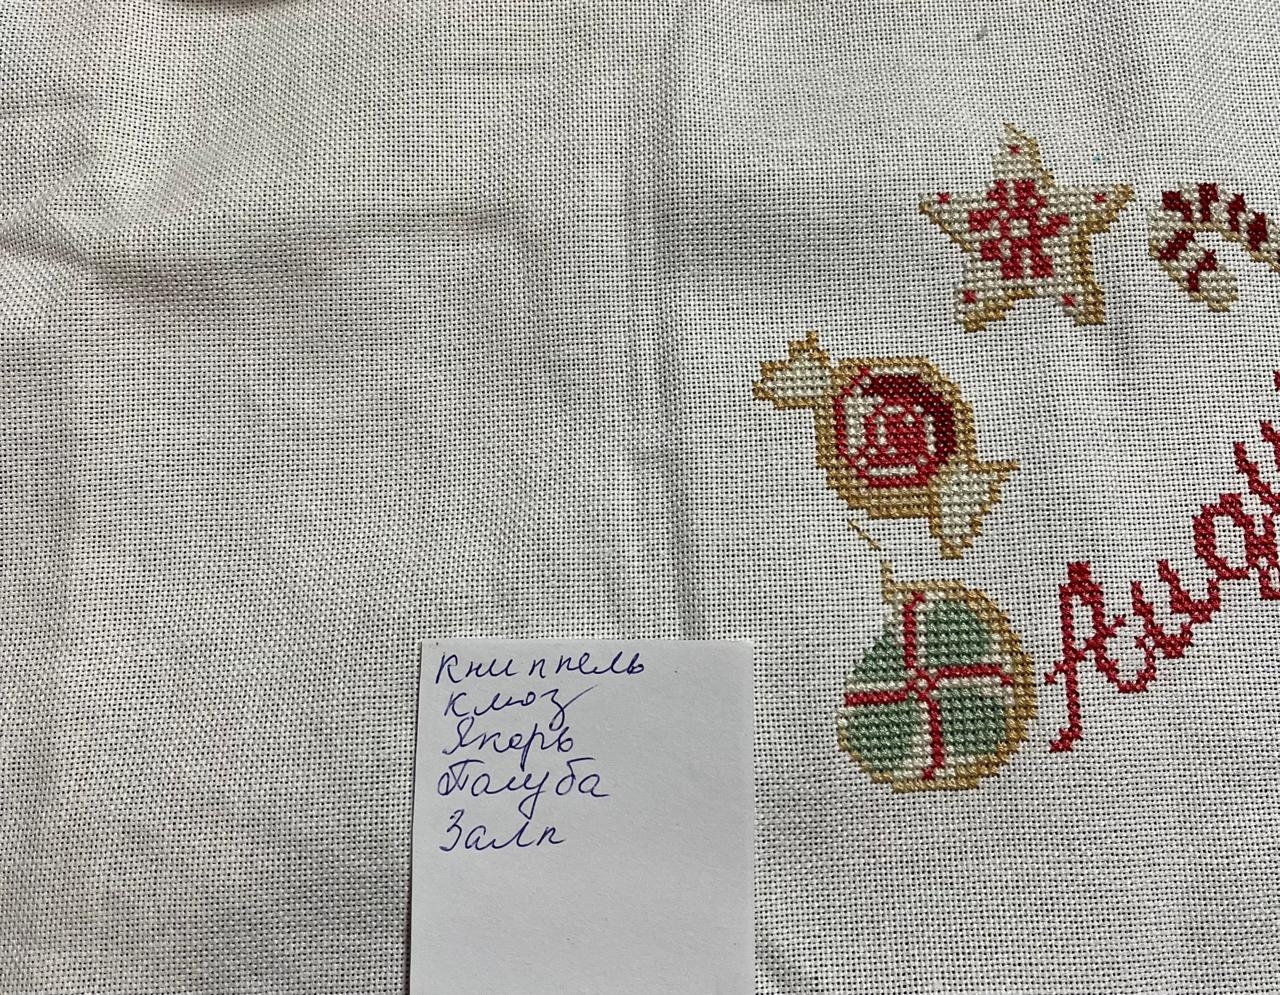 Книппель
клюз
Якорь
Палуба
Залп